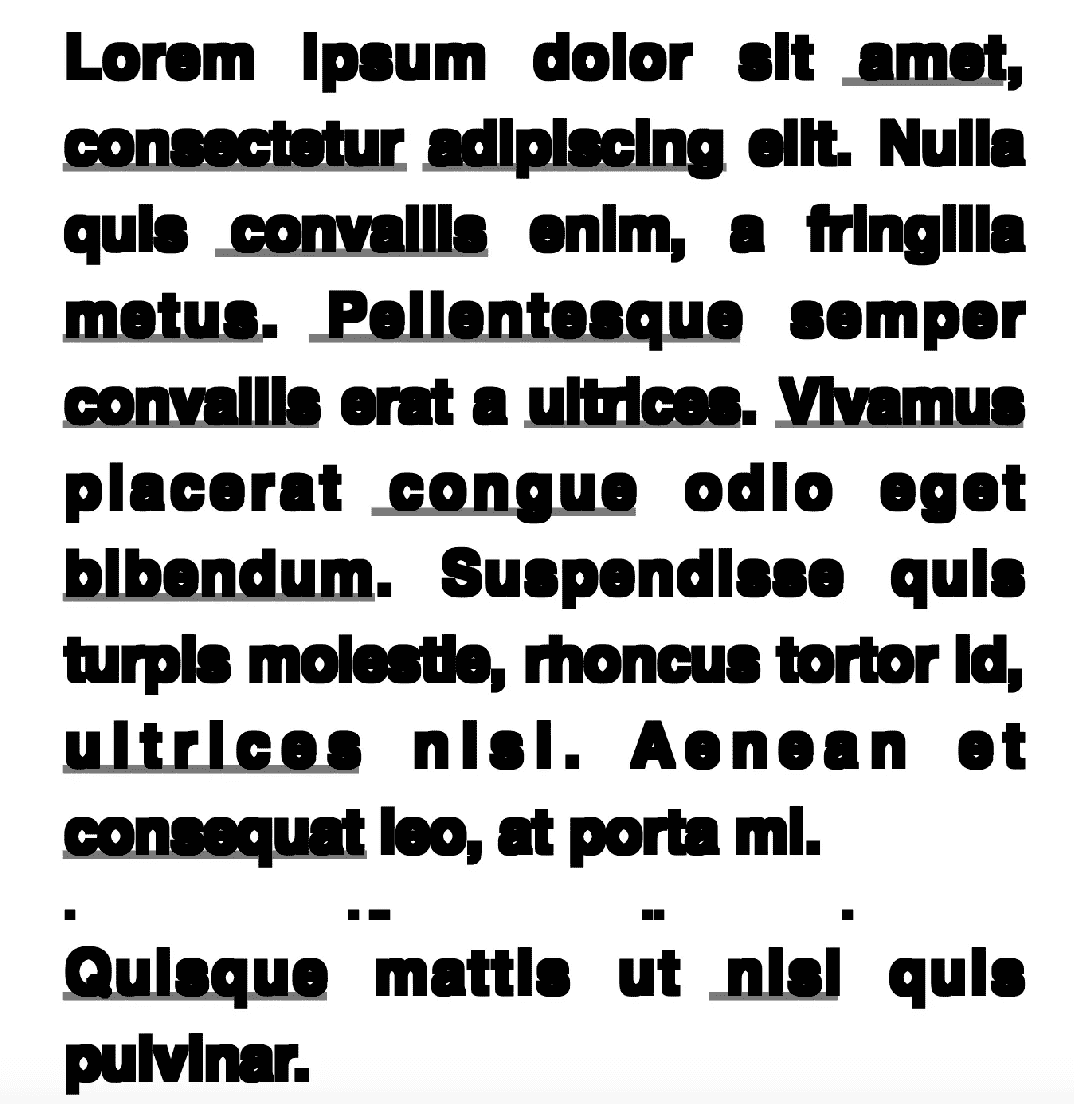 Lorem ipsum dolor sit amet,
consectetur adipiscing elit. Nulla
quis convallis enim, a fringilla
metus. Pellentesque semper
convallis erat a ultrices. Vivamus
placerat congue odio eget
bibendum. Suspendisse quis
turpis molestie, rhoncus tortor id,
ultrices nisi. Aenean et
consequat leo, at porta mi.
Quisque mattis ut nisl quis
pulvinar.